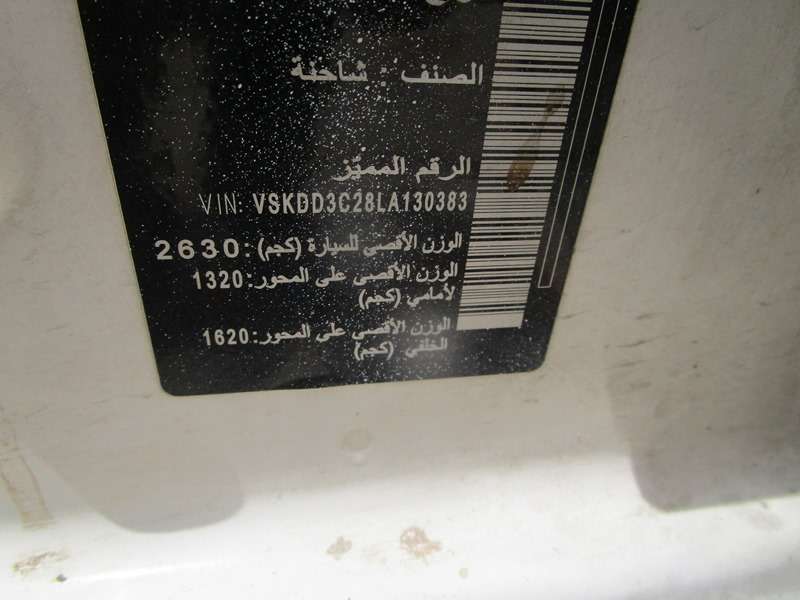 الصنف : شاحنة
الرقم المميّز
VIN: VSKDD3C28LA130383
الوزن الأقصى للسيارة (كجم): 2630
الوزن الأقصى على المحور: 1320
لأمامي (كجم)
الوزن الأقصى على المحور: 1620
الخلفي (كجم)